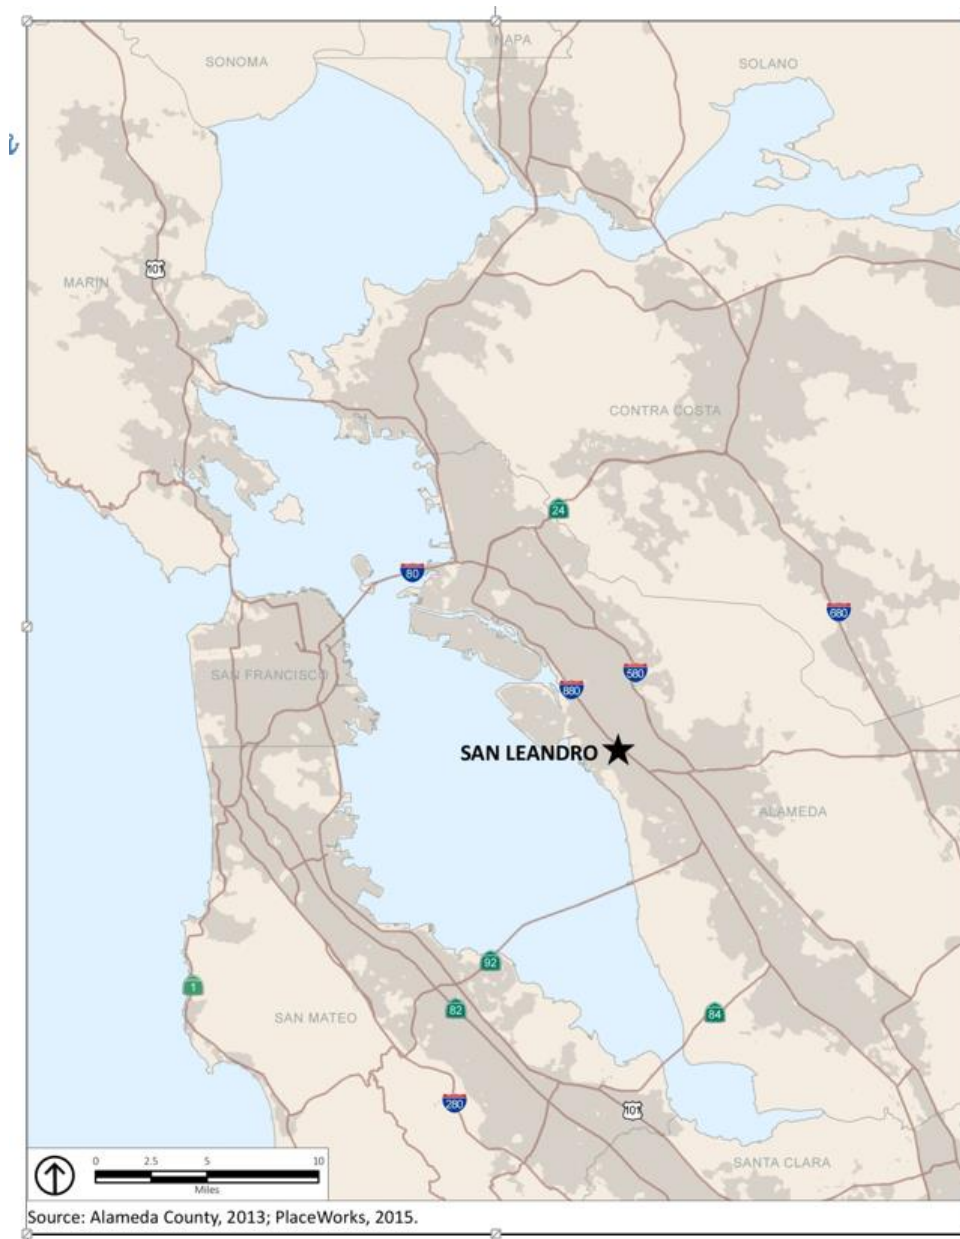 NAPA
SONOMA
SOLANO
101
MARIN
CONTRA COSTA
24
80
680
SAN FRANCISCO
580
880
SAN LEANDRO
ALAMEDA
92
1
82
84
SAN MATEO
280
101
SANTA CLARA
0 2.5 5 10
Miles
Source: Alameda County, 2013; PlaceWorks, 2015.